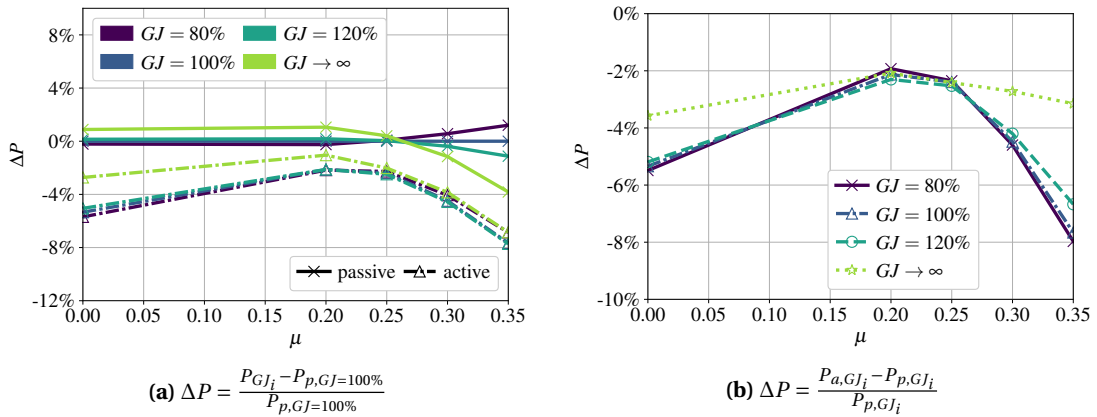 8%
4%
0%
-4%
-8%
-12%
ΔP
GJ = 80%
GJ = 100%
GJ = 120%
GJ → ∞
passive
active
0.00 0.05 0.10 0.15 0.20 0.25 0.30 0.35
μ
(a) ΔP = \frac{P_{GJ_i} − P_{p,GJ=100%}}{P_{p,GJ=100%}}
0%
-2%
-4%
-6%
-8%
-10%
ΔP
GJ = 80%
GJ = 100%
GJ = 120%
GJ → ∞
0.00 0.05 0.10 0.15 0.20 0.25 0.30 0.35
μ
(b) ΔP = \frac{P_{a,GJ_i} − P_{p,GJ_i}}{P_{p,GJ_i}}